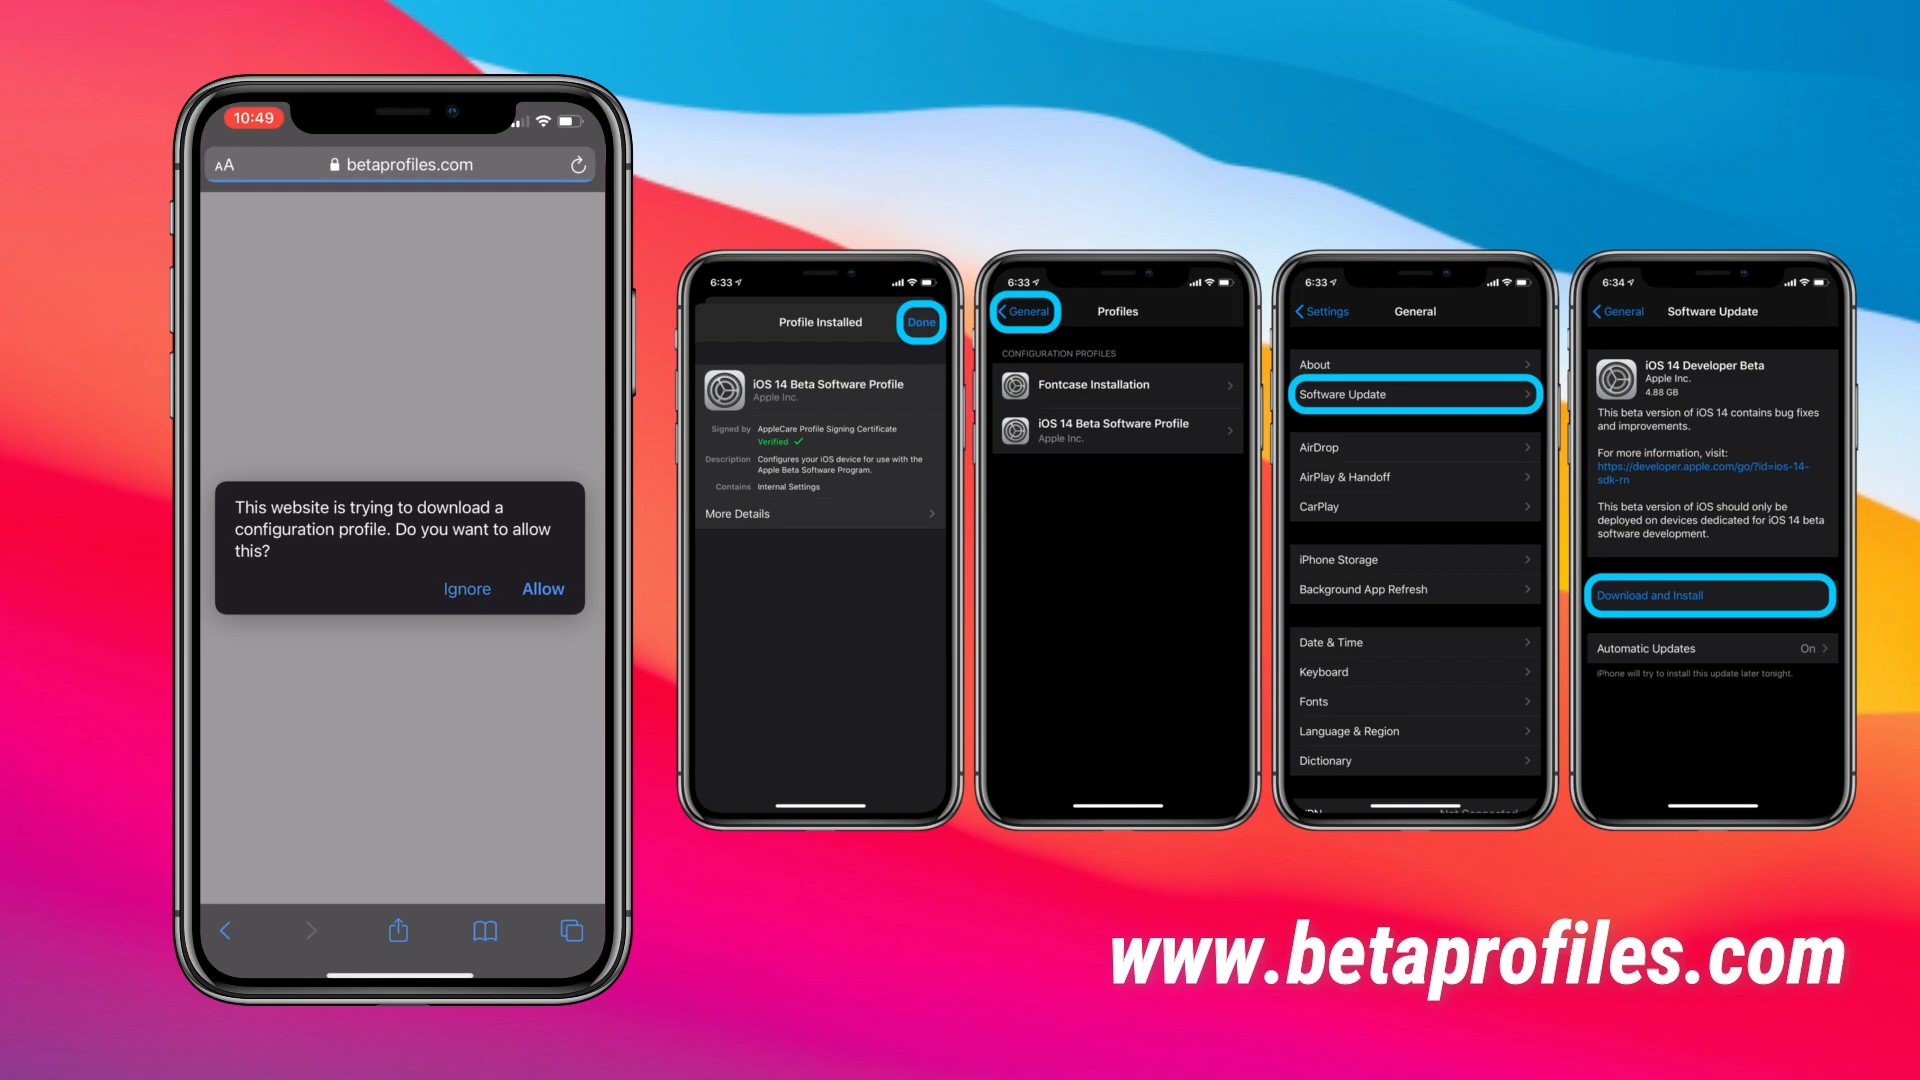 10:49
AA betaprofiles.com
This website is trying to download a
configuration profile. Do you want to allow
this?
Ignore Allow
6:33
Profile Installed Done
iOS 14 Beta Software Profile
Apple Inc.
Signed by AppleCare Profile Signing Certificate
Verified
Description Configures your iOS device for use with the
Apple Beta Software Program.
Contains Internal Settings
More Details
6:33
General Profiles
CONFIGURATION PROFILES
Fontcase Installation
iOS 14 Beta Software Profile
Apple Inc.
6:33
Settings General
About
Software Update
AirDrop
AirPlay & Handoff
CarPlay
iPhone Storage
Background App Refresh
Date & Time
Keyboard
Fonts
Language & Region
Dictionary
6:34
General Software Update
iOS 14 Developer Beta
Apple Inc.
4.88 GB
This beta version of iOS 14 contains bug fixes
and improvements.
For more information, visit:
https://developer.apple.com/go/?id=ios-14-
sdk-rn
This beta version of iOS should only be
deployed on devices dedicated for iOS 14 beta
software development.
Download and Install
Automatic Updates On
iPhone will try to install this update later tonight.
www.betaprofiles.com